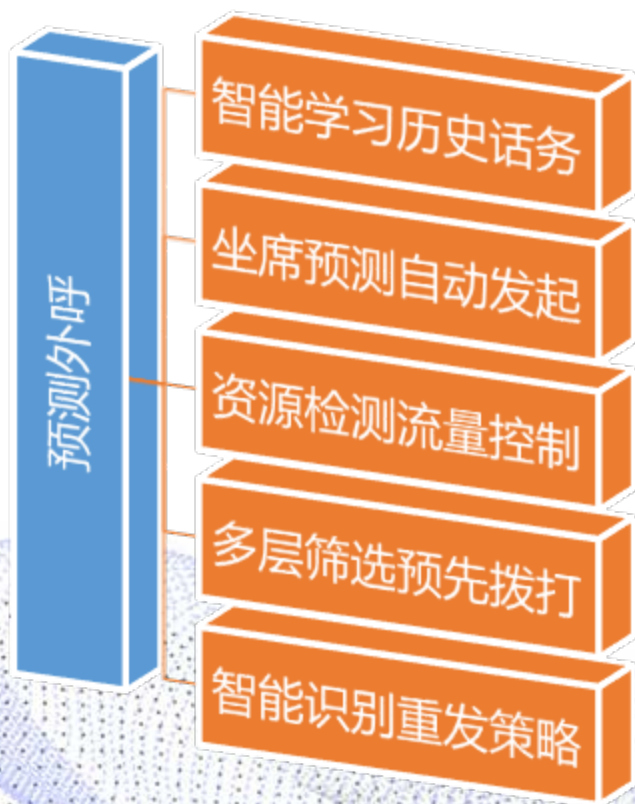 预测外呼
智能学习历史话务
坐席预测自动发起
资源检测流量控制
多层筛选预先拨打
智能识别重发策略